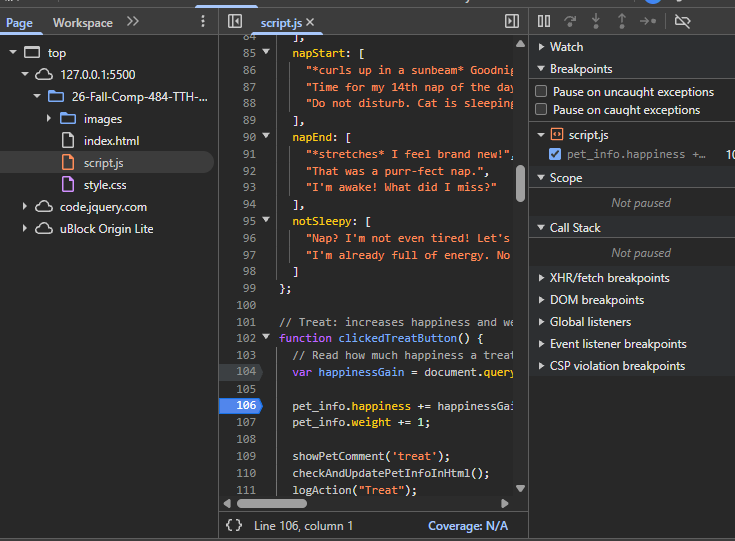 Page
Workspace
top
127.0.0.1:5500
26-Fall-Comp-484-TTH-...
images
index.html
script.js
style.css
code.jquery.com
uBlock Origin Lite
script.js
84 ],
85 napStart: [
86 "*curls up in a sunbeam* Goodnig
87 "Time for my 14th nap of the day
88 "Do not disturb. Cat is sleeping
89 ],
90 napEnd: [
91 "*stretches* I feel brand new!",
92 "That was a purr-fect nap.",
93 "I'm awake! What did I miss?"
94 ],
95 notSleepy: [
96 "Nap? I'm not even tired! Let's
97 "I'm already full of energy. No
98 ]
99 };
100
101 // Treat: increases happiness and we
102 function clickedTreatButton() {
103 // Read how much happiness a treat
104 var happinessGain = document.query
105
106 pet_info.happiness += happinessGai
107 pet_info.weight += 1;
108
109 showPetComment('treat');
110 checkAndUpdatePetInfoInHtml();
111 logAction("Treat");
{} Line 106, column 1
Coverage: N/A
Watch
Breakpoints
Pause on uncaught exceptions
Pause on caught exceptions
script.js
pet_info.happiness +… 10
Scope
Not paused
Call Stack
Not paused
XHR/fetch breakpoints
DOM breakpoints
Global listeners
Event listener breakpoints
CSP violation breakpoints